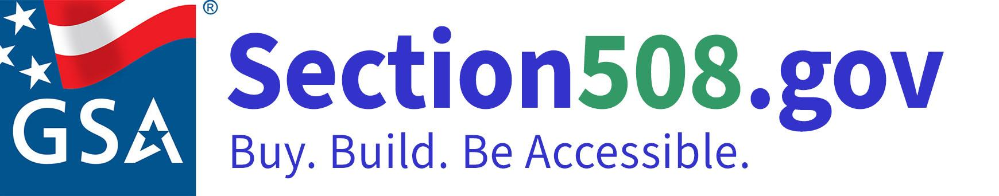 GSA
®
Section508.gov
Buy. Build. Be Accessible.